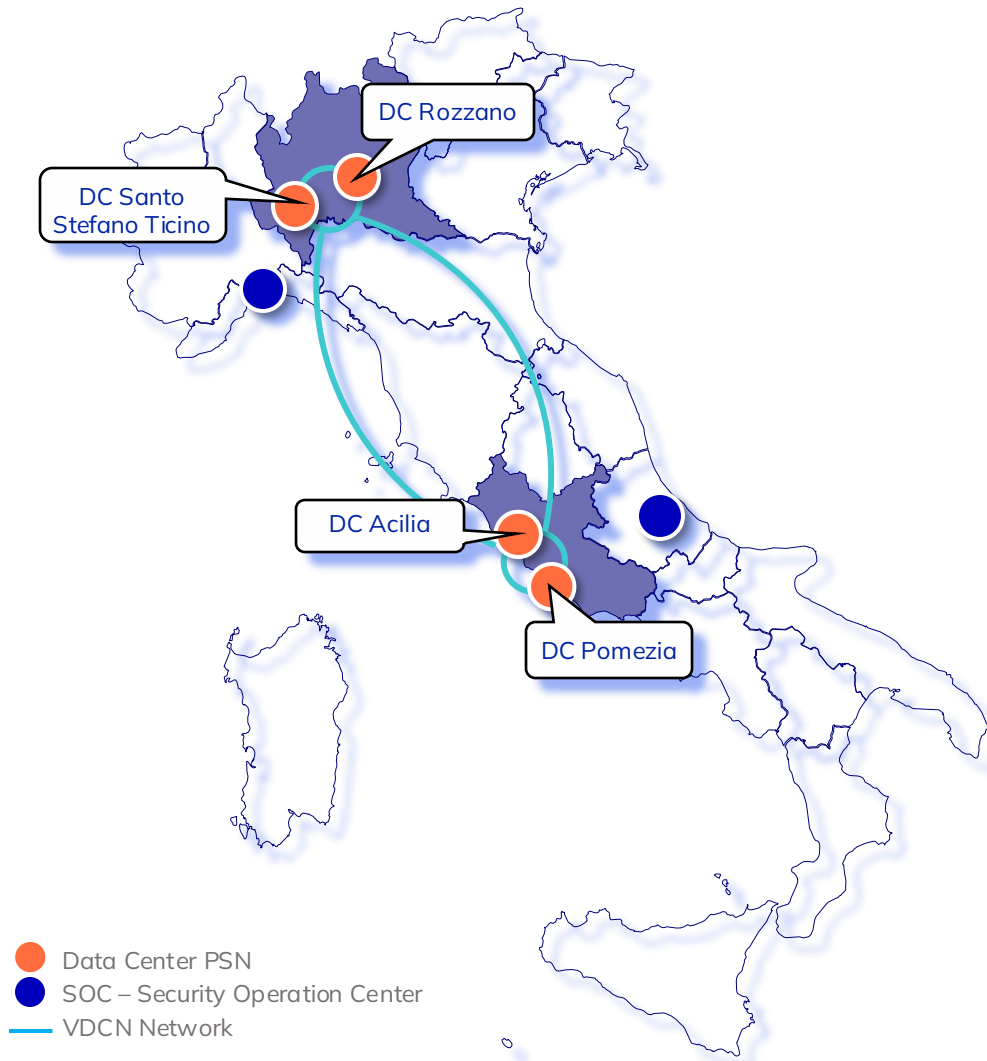 DC Rozzano
DC Santo
Stefano Ticino
DC Acilia
DC Pomezia
Data Center PSN
SOC – Security Operation Center
VDCN Network